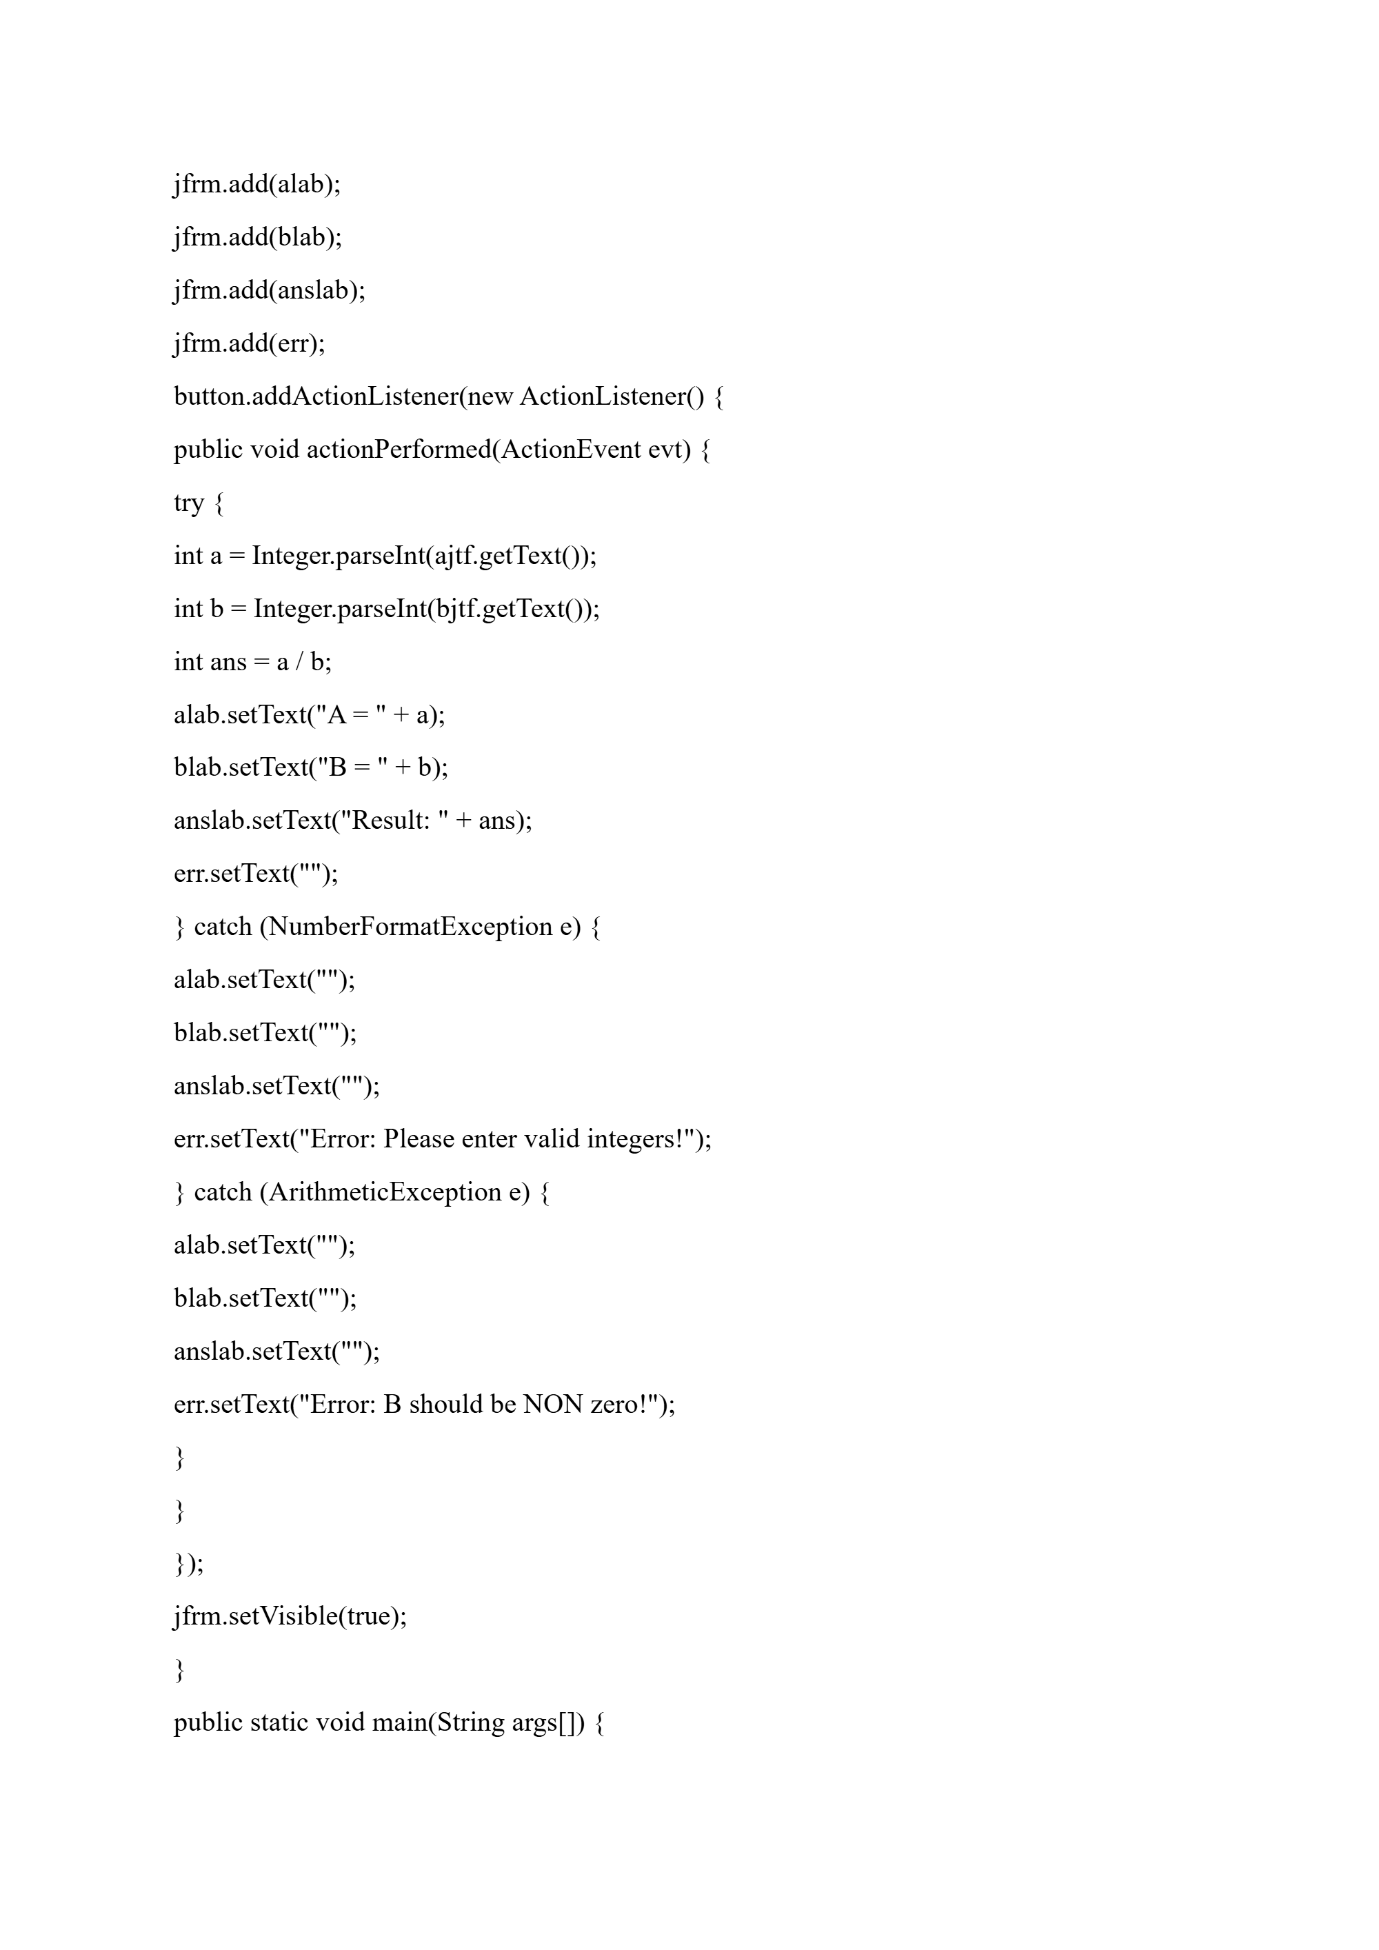 jfrm.add(alab);
jfrm.add(blab);
jfrm.add(anslab);
jfrm.add(err);
button.addActionListener(new ActionListener() {
public void actionPerformed(ActionEvent evt) {
try {
int a = Integer.parseInt(ajtf.getText());
int b = Integer.parseInt(bjtf.getText());
int ans = a / b;
alab.setText("A = " + a);
blab.setText("B = " + b);
anslab.setText("Result: " + ans);
err.setText("");
} catch (NumberFormatException e) {
alab.setText("");
blab.setText("");
anslab.setText("");
err.setText("Error: Please enter valid integers!");
} catch (ArithmeticException e) {
alab.setText("");
blab.setText("");
anslab.setText("");
err.setText("Error: B should be NON zero!");
}
}
});
jfrm.setVisible(true);
}
public static void main(String args[]) {